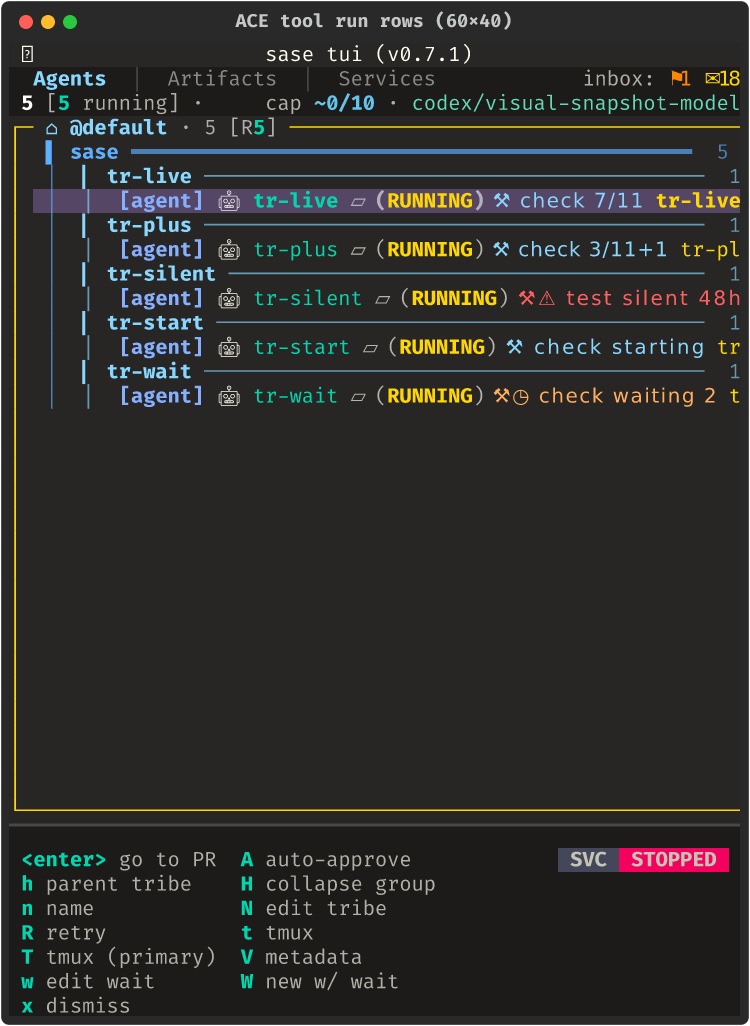 ACE tool run rows (60×40)
sase tui (v0.7.1)
Agents │ Artifacts │ Services inbox: ⚑1 ✉18
5 [5 running] · cap ~0/10 · codex/visual-snapshot-model
⌂ @default · 5 [R5]
sase 5
tr-live 1
[agent] 🤖 tr-live ▱ (RUNNING) ⚒ check 7/11 tr-live
tr-plus 1
[agent] 🤖 tr-plus ▱ (RUNNING) ⚒ check 3/11+1 tr-pl
tr-silent 1
[agent] 🤖 tr-silent ▱ (RUNNING) ⚒⚠ test silent 48h
tr-start 1
[agent] 🤖 tr-start ▱ (RUNNING) ⚒ check starting tr
tr-wait 1
[agent] 🤖 tr-wait ▱ (RUNNING) ⚒◷ check waiting 2 t
<enter> go to PR A auto-approve SVC STOPPED
h parent tribe H collapse group
n name N edit tribe
R retry t tmux
T tmux (primary) V metadata
w edit wait W new w/ wait
x dismiss